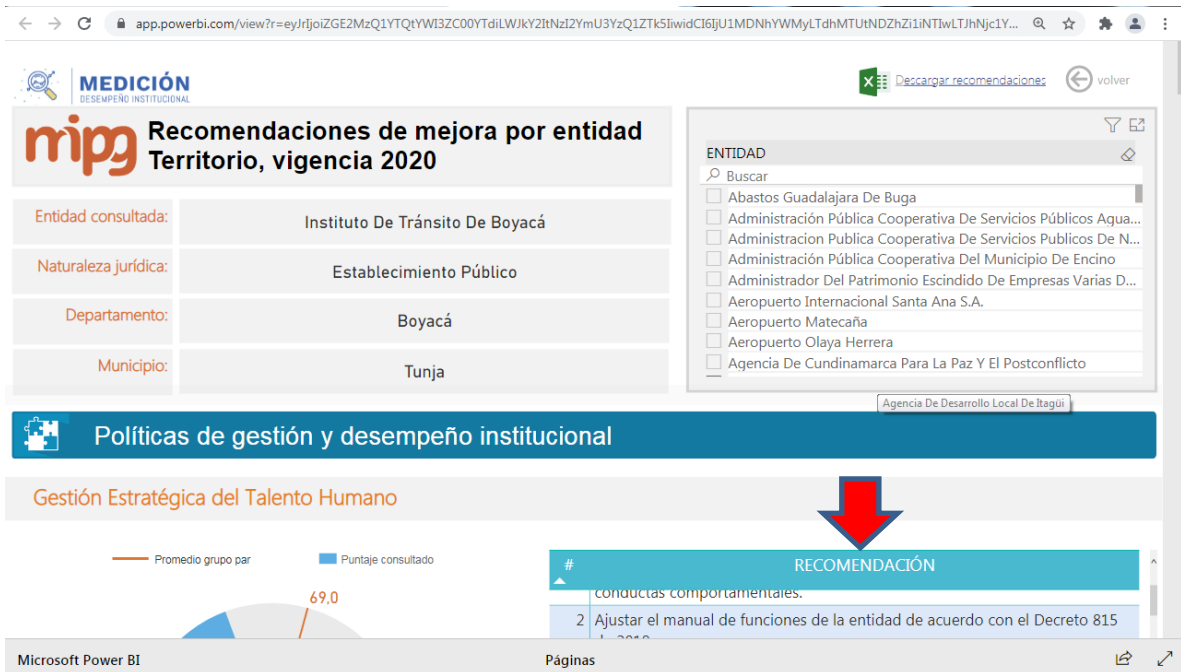 app.powerbi.com/view?r=eyJrIjoiZGE2MzQ1YTQtYWI3ZC00YTdiLWJkY2ItNzI2YmU3YzQ1ZTk5IiwidCI6IjU1MDNhYWMyLTdhMTUtNDZhZi1iNTIwLTJhNjc1Y...
MEDICIÓN
DESEMPEÑO INSTITUCIONAL
Descargar recomendaciones
volver
mipg
Recomendaciones de mejora por entidad
Territorio, vigencia 2020
Entidad consultada:
Instituto De Tránsito De Boyacá
Naturaleza jurídica:
Establecimiento Público
Departamento:
Boyacá
Municipio:
Tunja
ENTIDAD
Buscar
Abastos Guadalajara De Buga
Administración Pública Cooperativa De Servicios Públicos Agua...
Administracion Publica Cooperativa De Servicios Publicos De N...
Administración Pública Cooperativa Del Municipio De Encino
Administrador Del Patrimonio Escindido De Empresas Varias D...
Aeropuerto Internacional Santa Ana S.A.
Aeropuerto Matecaña
Aeropuerto Olaya Herrera
Agencia De Cundinamarca Para La Paz Y El Postconflicto
Agencia De Desarrollo Local De Itagüi
Políticas de gestión y desempeño institucional
Gestión Estratégica del Talento Humano
Promedio grupo par
Puntaje consultado
69,0
# RECOMENDACIÓN
conductas comportamentales.
2 Ajustar el manual de funciones de la entidad de acuerdo con el Decreto 815
Microsoft Power BI
Páginas